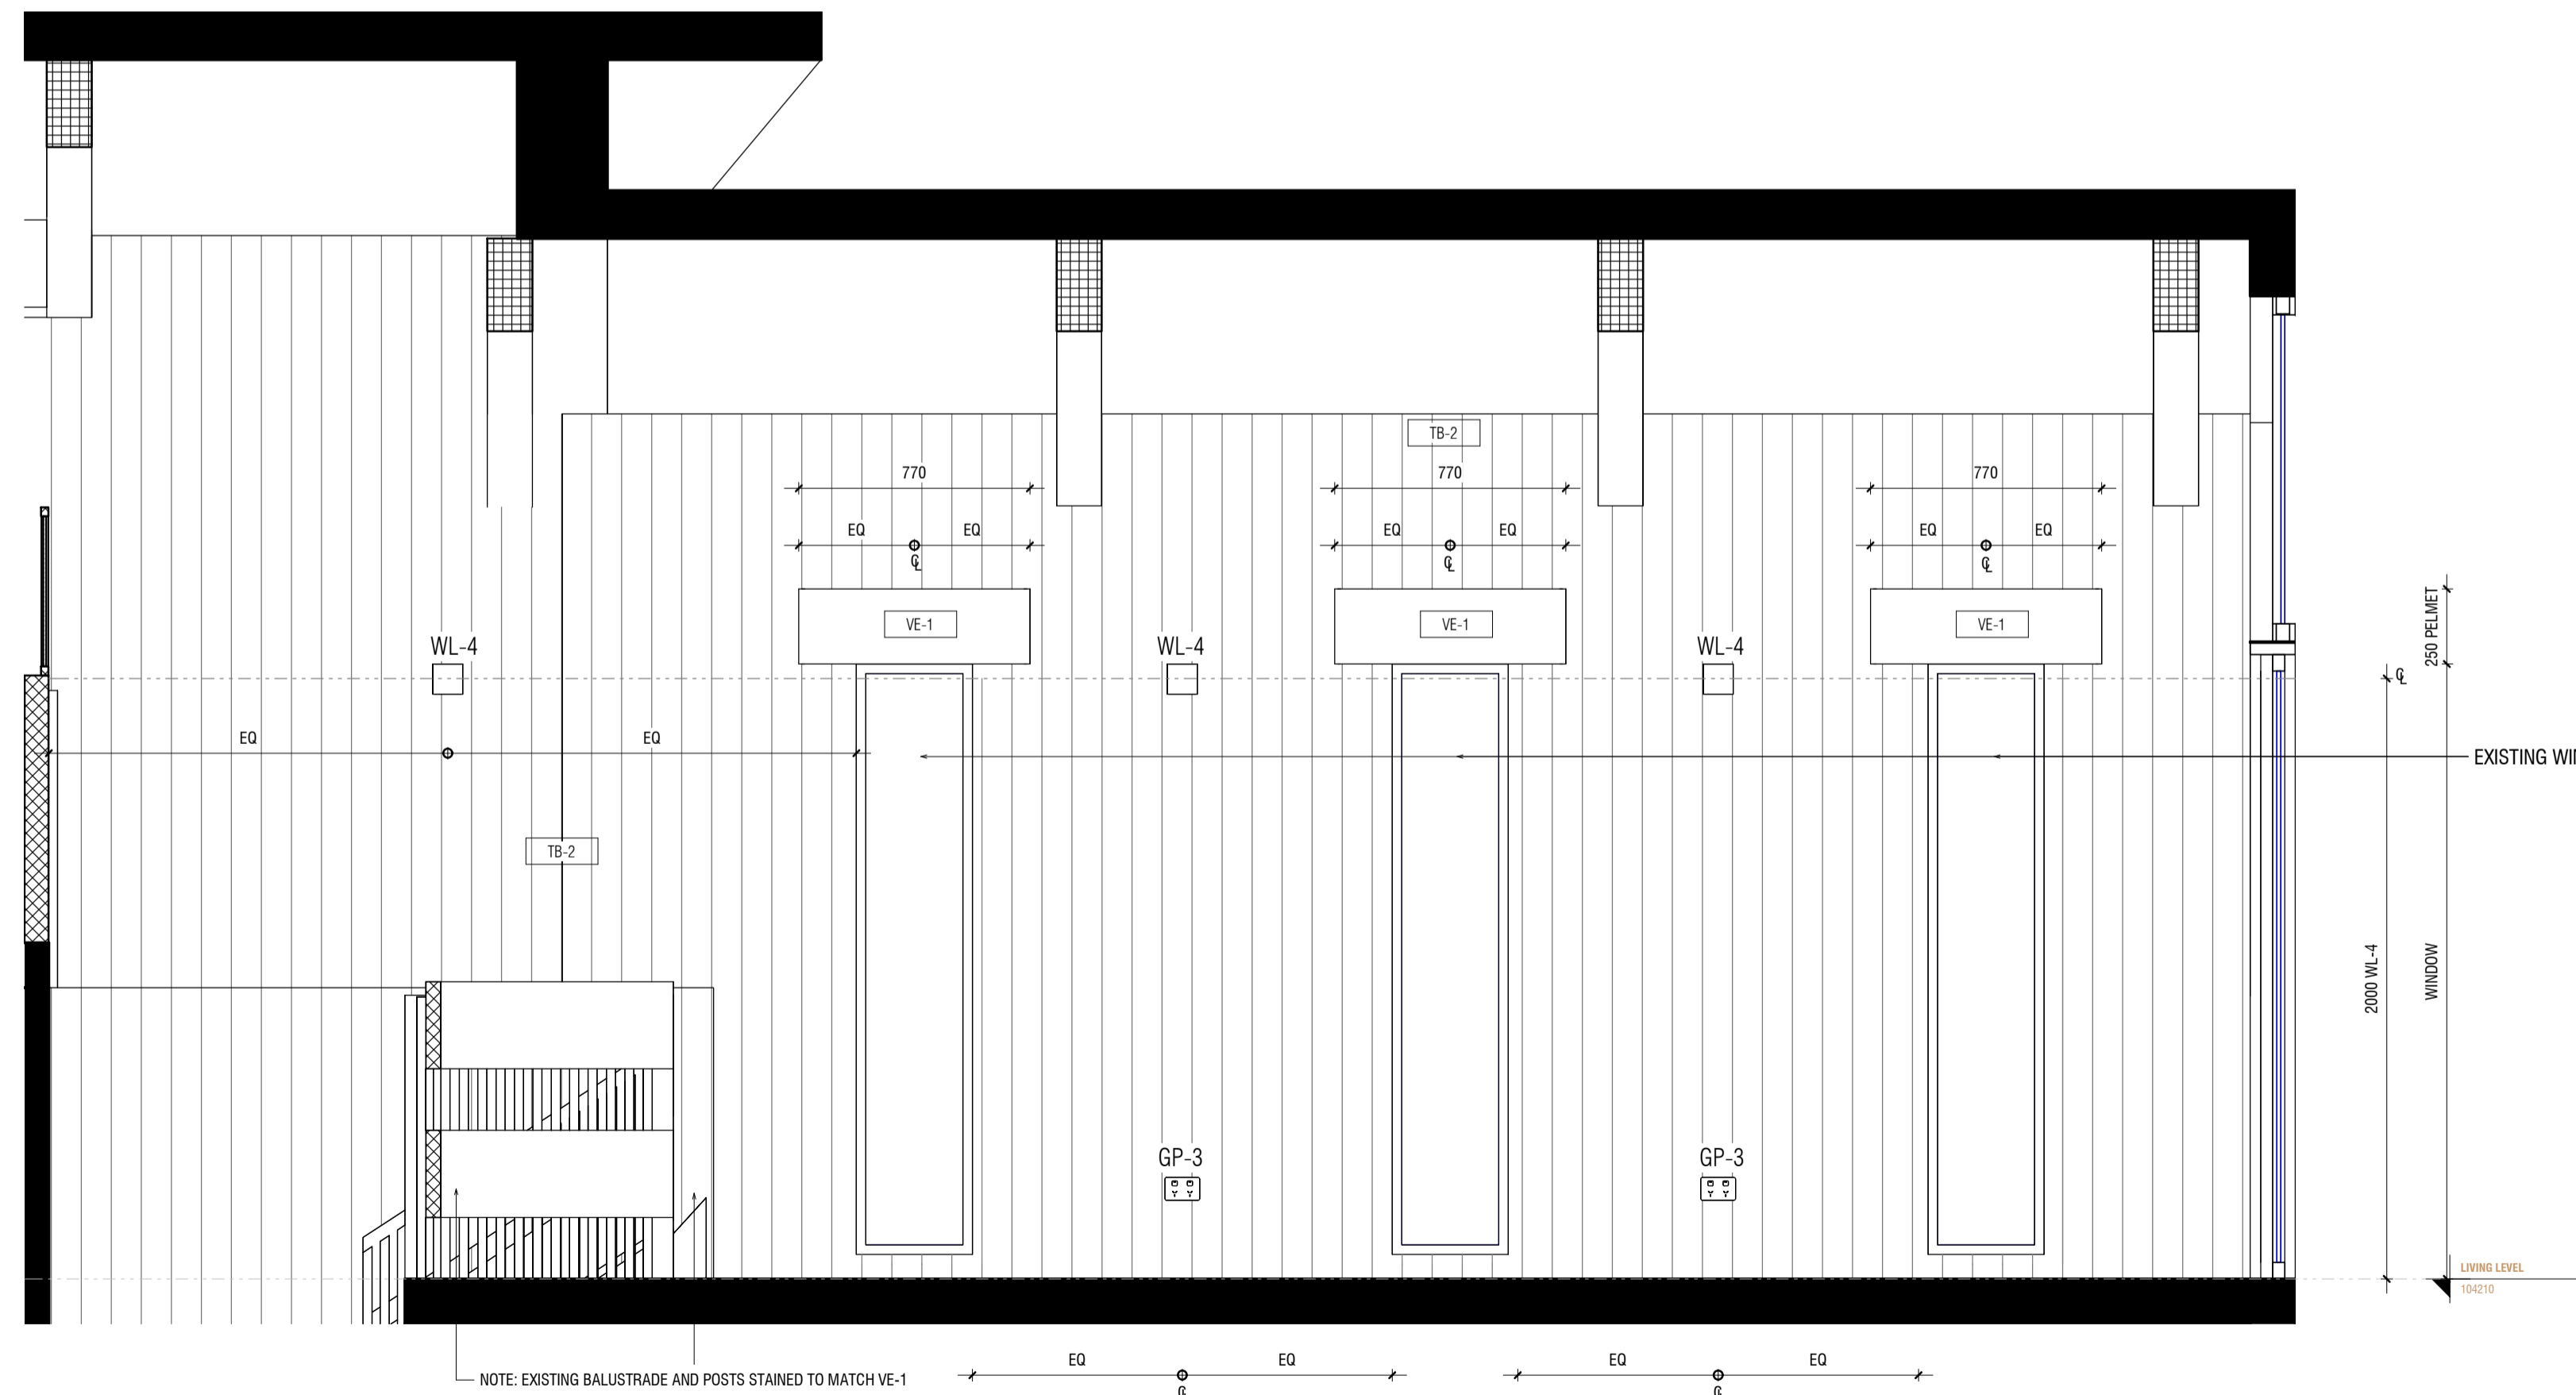 TB-2
770
770
770
EQ
EQ
EQ
EQ
EQ
EQ
℄
℄
℄
VE-1
VE-1
VE-1
250 PELMET
WL-4
WL-4
WL-4
℄
EQ
EQ
EXISTING
TB-2
2000 WL-4
WINDOW
GP-3
GP-3
LIVING LEVEL
104210
NOTE: EXISTING BALUSTRADE AND POSTS STAINED TO MATCH VE-1
EQ
EQ
EQ
EQ